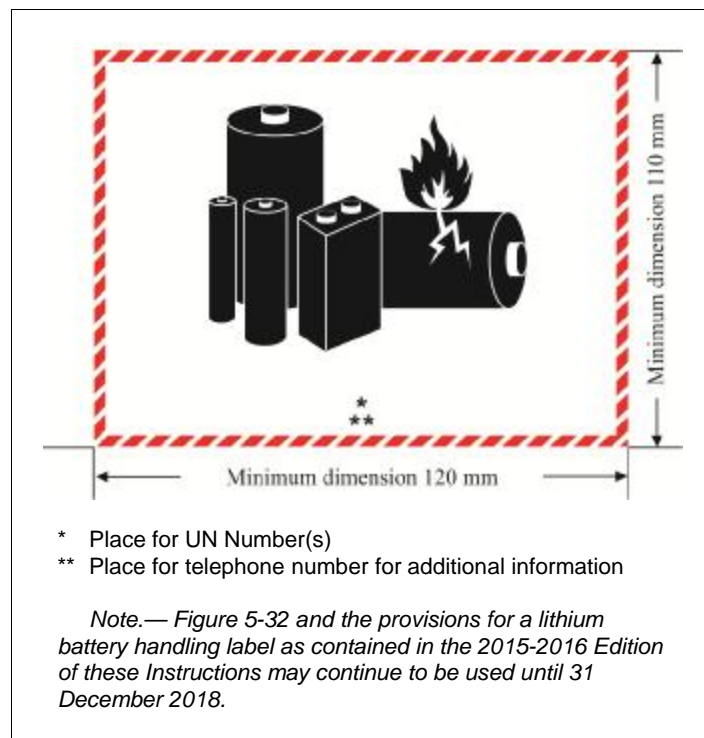 Minimum dimension 110 mm
*
**
Minimum dimension 120 mm
* Place for UN Number(s)
** Place for telephone number for additional information
Note.— Figure 5-32 and the provisions for a lithium
battery handling label as contained in the 2015-2016 Edition
of these Instructions may continue to be used until 31
December 2018.